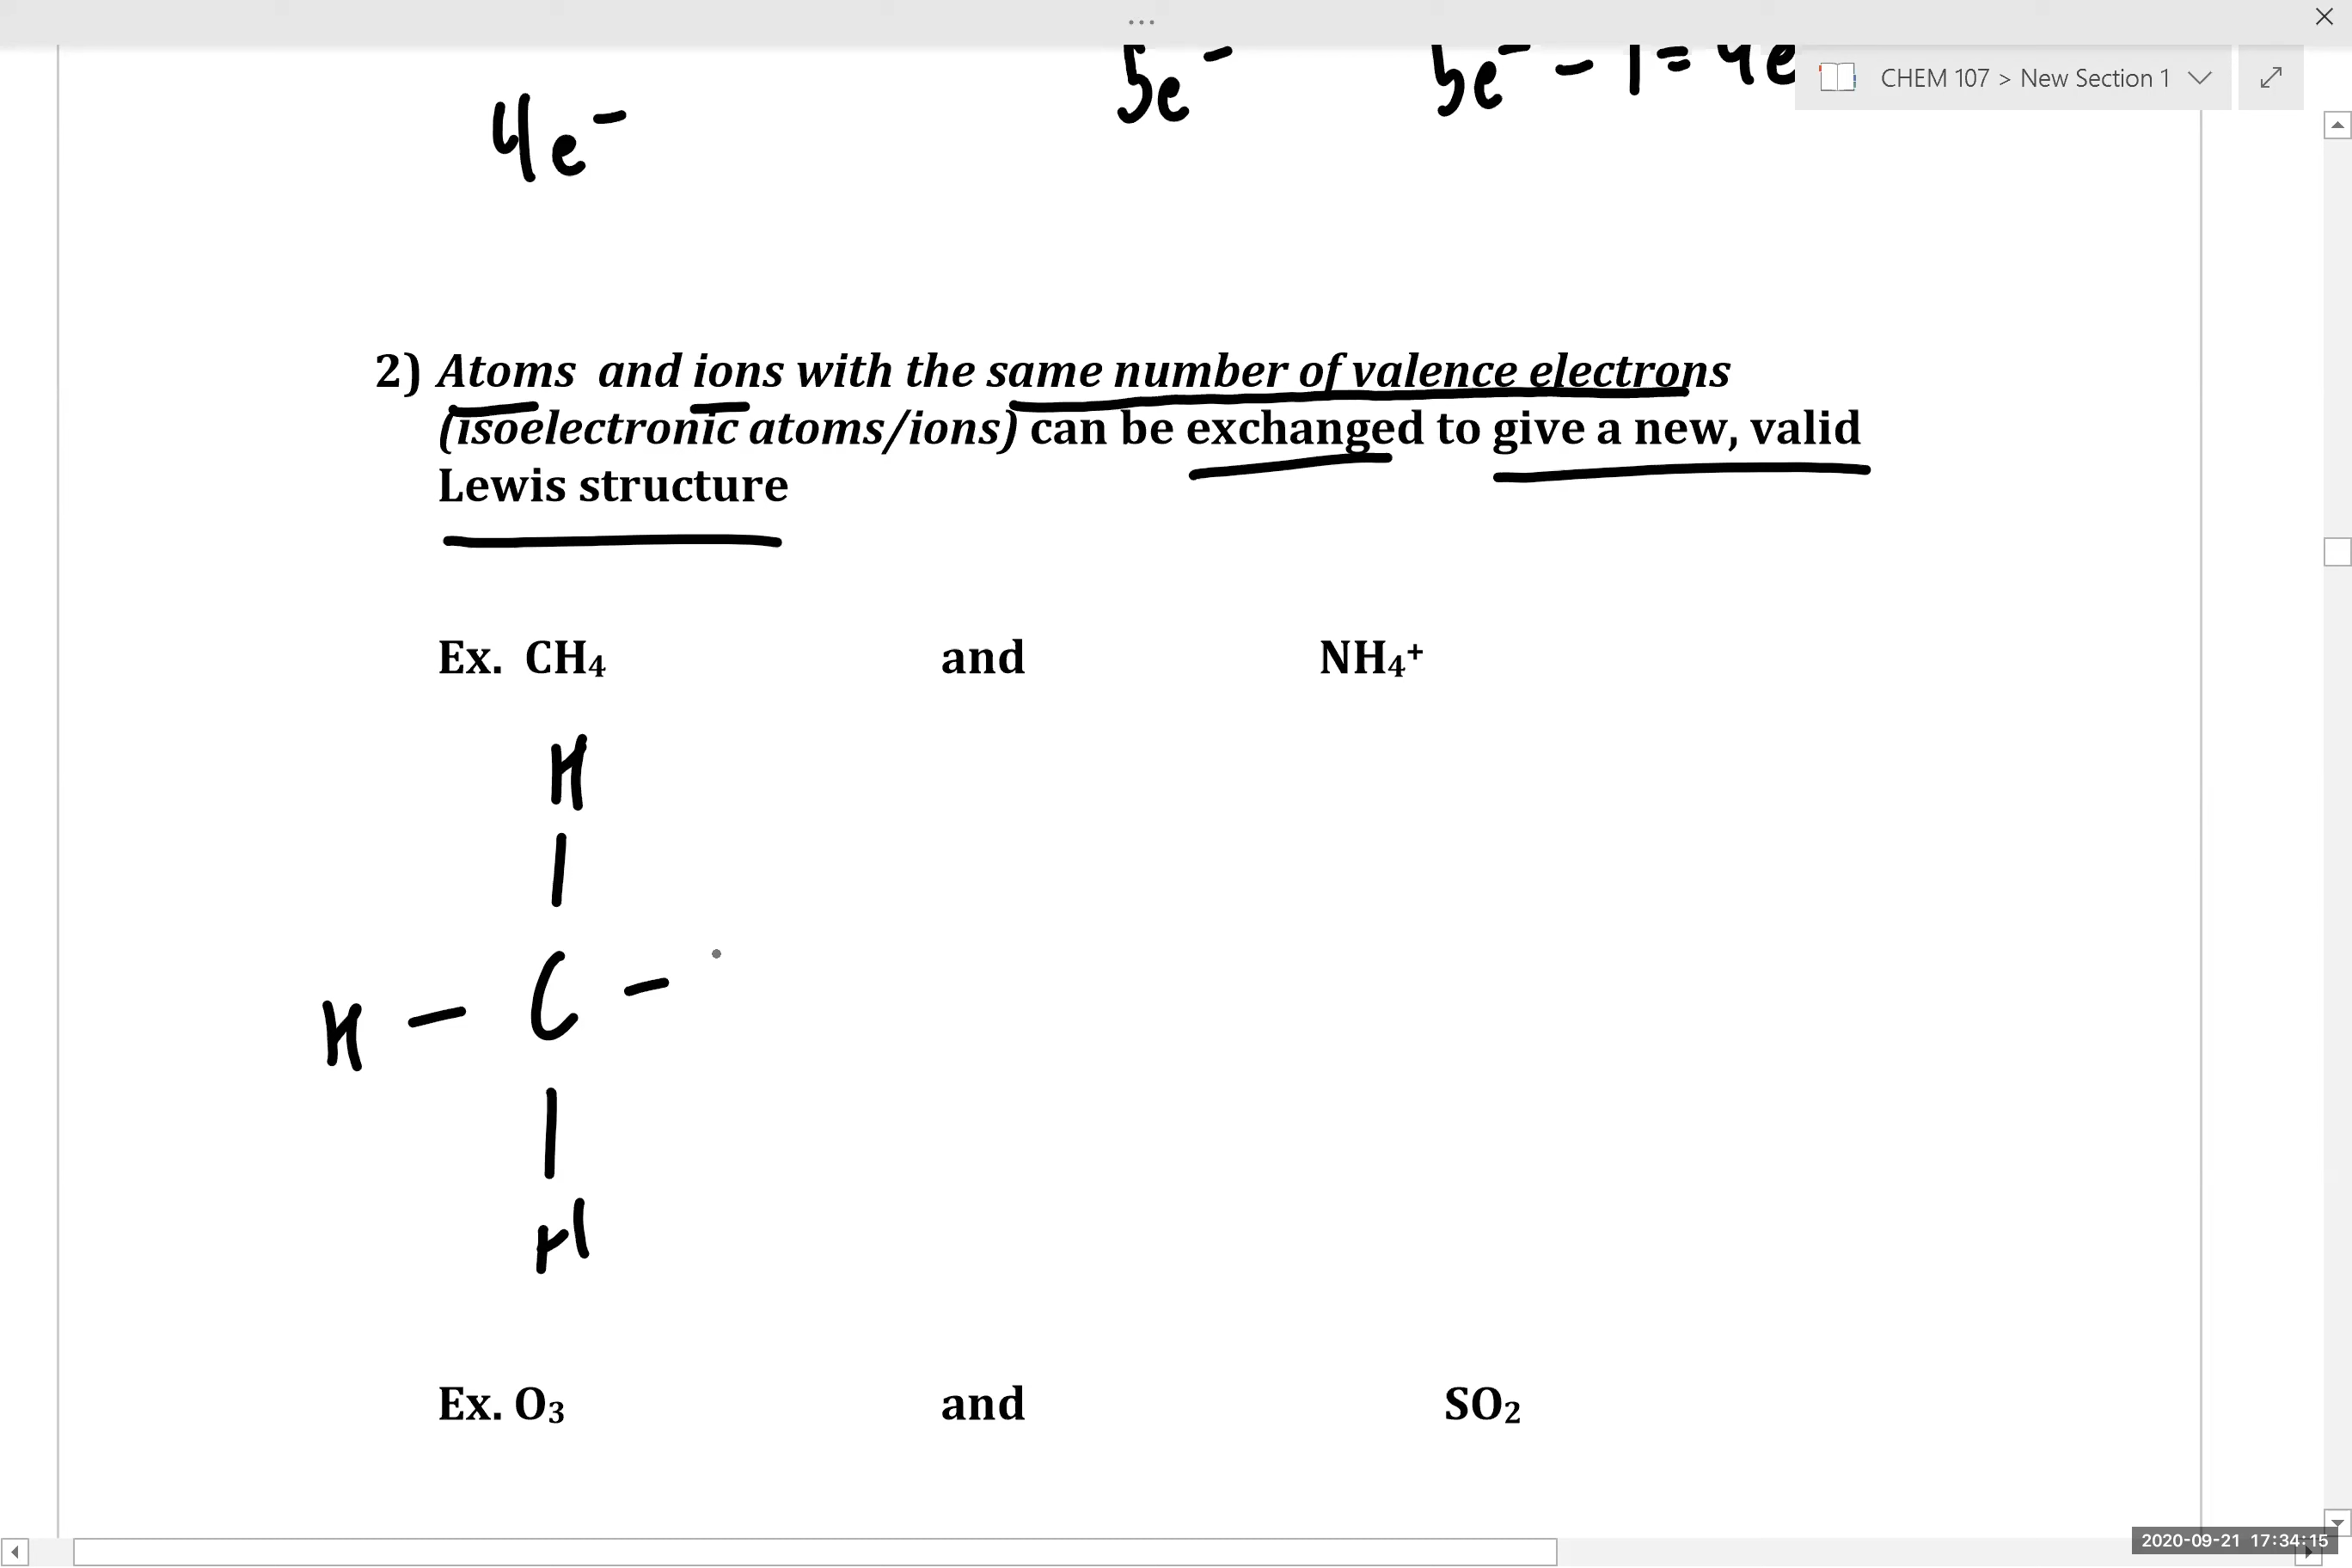 ...
CHEM 107 > New Section 1
4e⁻
5e⁻ 5e⁻ - 1 = 4e
2) Atoms and ions with the same number of valence electrons
(isoelectronic atoms/ions) can be exchanged to give a new, valid
Lewis structure
Ex. CH₄ and NH₄⁺
H
H - C -
H
Ex. O₃ and SO₂
2020-09-21 17:34:15